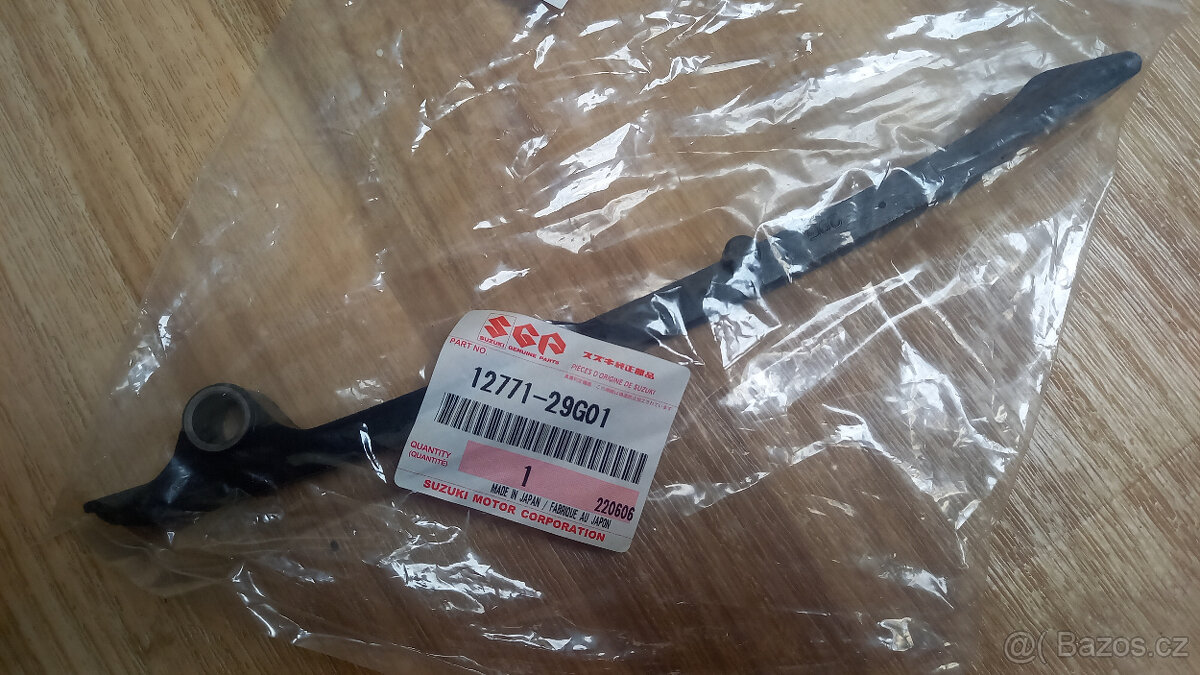 SGP スズキ純正部品
SUZUKI GENUINE PARTS
PIECES D'ORIGINE DE SUZUKI
PART NO.
12771-29G01
QUANTITY
(QUANTITE)
1
220606
MADE IN JAPAN / FABRIQUE AU JAPON
SUZUKI MOTOR CORPORATION
@( Bazos.cz